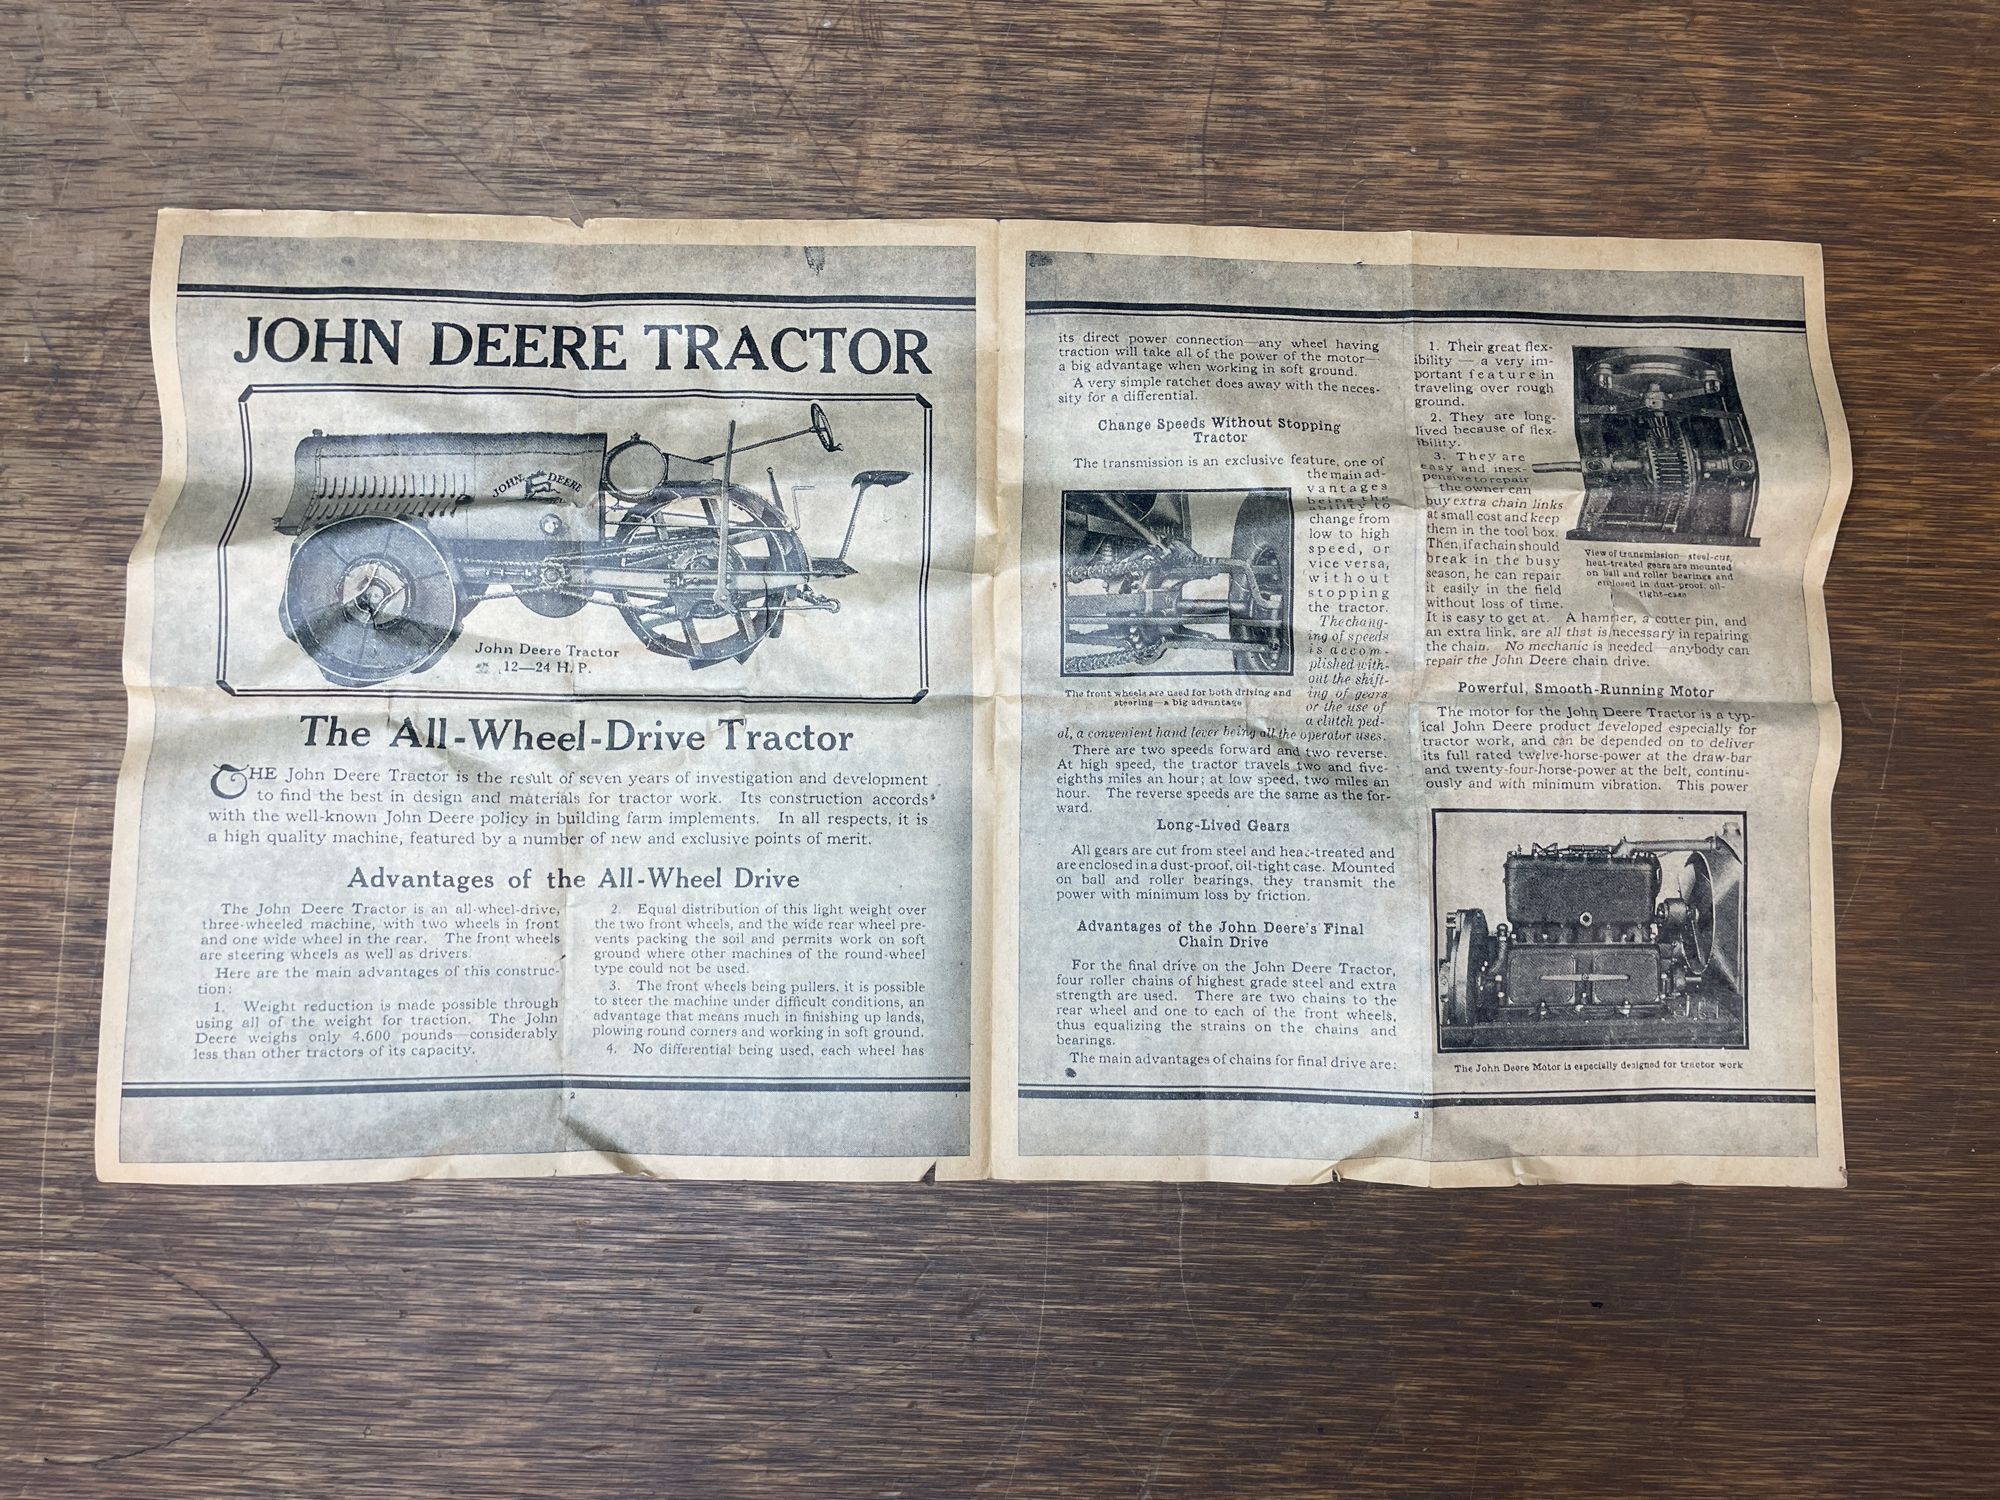 JOHN DEERE TRACTOR
JOHN DEERE
John Deere Tractor
12—24 H. P.
The All-Wheel-Drive Tractor
THE John Deere Tractor is the result of seven years of investigation and development
to find the best in design and materials for tractor work. Its construction accords
with the well-known John Deere policy in building farm implements. In all respects, it is
a high quality machine, featured by a number of new and exclusive points of merit.
Advantages of the All-Wheel Drive
The John Deere Tractor is an all-wheel-drive,
three-wheeled machine, with two wheels in front
and one wide wheel in the rear. The front wheels
are steering wheels as well as drivers.
Here are the main advantages of this construc-
tion:
1. Weight reduction is made possible through
using all of the weight for traction. The John
Deere weighs only 4,600 pounds—considerably
less than other tractors of its capacity.
2. Equal distribution of this light weight over
the two front wheels, and the wide rear wheel pre-
vents packing the soil and permits work on soft
ground where other machines of the round-wheel
type could not be used.
3. The front wheels being pullers, it is possible
to steer the machine under difficult conditions, an
advantage that means much in finishing up lands,
plowing round corners and working in soft ground.
4. No differential being used, each wheel has
2
1
its direct power connection—any wheel having
traction will take all of the power of the motor—
a big advantage when working in soft ground.
A very simple ratchet does away with the neces-
sity for a differential.
Change Speeds Without Stopping
Tractor
The transmission is an exclusive feature, one of
the main ad-
vantages
being the
ability to
change from
low to high
speed, or
vice versa,
without
stopping
the tractor.
The chang-
ing of speeds
is accom-
plished with-
out the shift-
ing of gears
or the use of
a clutch ped-
al, a convenient hand lever being all the operator uses.
The front wheels are used for both driving and
steering—a big advantage
There are two speeds forward and two reverse.
At high speed, the tractor travels two and five-
eighths miles an hour; at low speed, two miles an
hour. The reverse speeds are the same as the for-
ward.
Long-Lived Gears
All gears are cut from steel and heat-treated and
are enclosed in a dust-proof, oil-tight case. Mounted
on ball and roller bearings, they transmit the
power with minimum loss by friction.
Advantages of the John Deere's Final
Chain Drive
For the final drive on the John Deere Tractor,
four roller chains of highest grade steel and extra
strength are used. There are two chains to the
rear wheel and one to each of the front wheels,
thus equalizing the strains on the chains and
bearings.
The main advantages of chains for final drive are:
1. Their great flex-
ibility — a very im-
portant feature in
traveling over rough
ground.
2. They are long-
lived because of flex-
ibility.
3. They are
easy and inex-
pensive to repair
—the owner can
buy extra chain links
at small cost and keep
them in the tool box.
Then, if a chain should
break in the busy
season, he can repair
it easily in the field
without loss of time.
It is easy to get at. A hammer, a cotter pin, and
an extra link, are all that is necessary in repairing
the chain. No mechanic is needed—anybody can
repair the John Deere chain drive.
View of transmission—steel-cut,
heat-treated gears are mounted
on ball and roller bearings and
enclosed in dust-proof, oil-
tight-case
Powerful, Smooth-Running Motor
The motor for the John Deere Tractor is a typ-
ical John Deere product developed especially for
tractor work, and can be depended on to deliver
its full rated twelve-horse-power at the draw-bar
and twenty-four-horse-power at the belt, continu-
ously and with minimum vibration. This power
The John Deere Motor is especially designed for tractor work
3